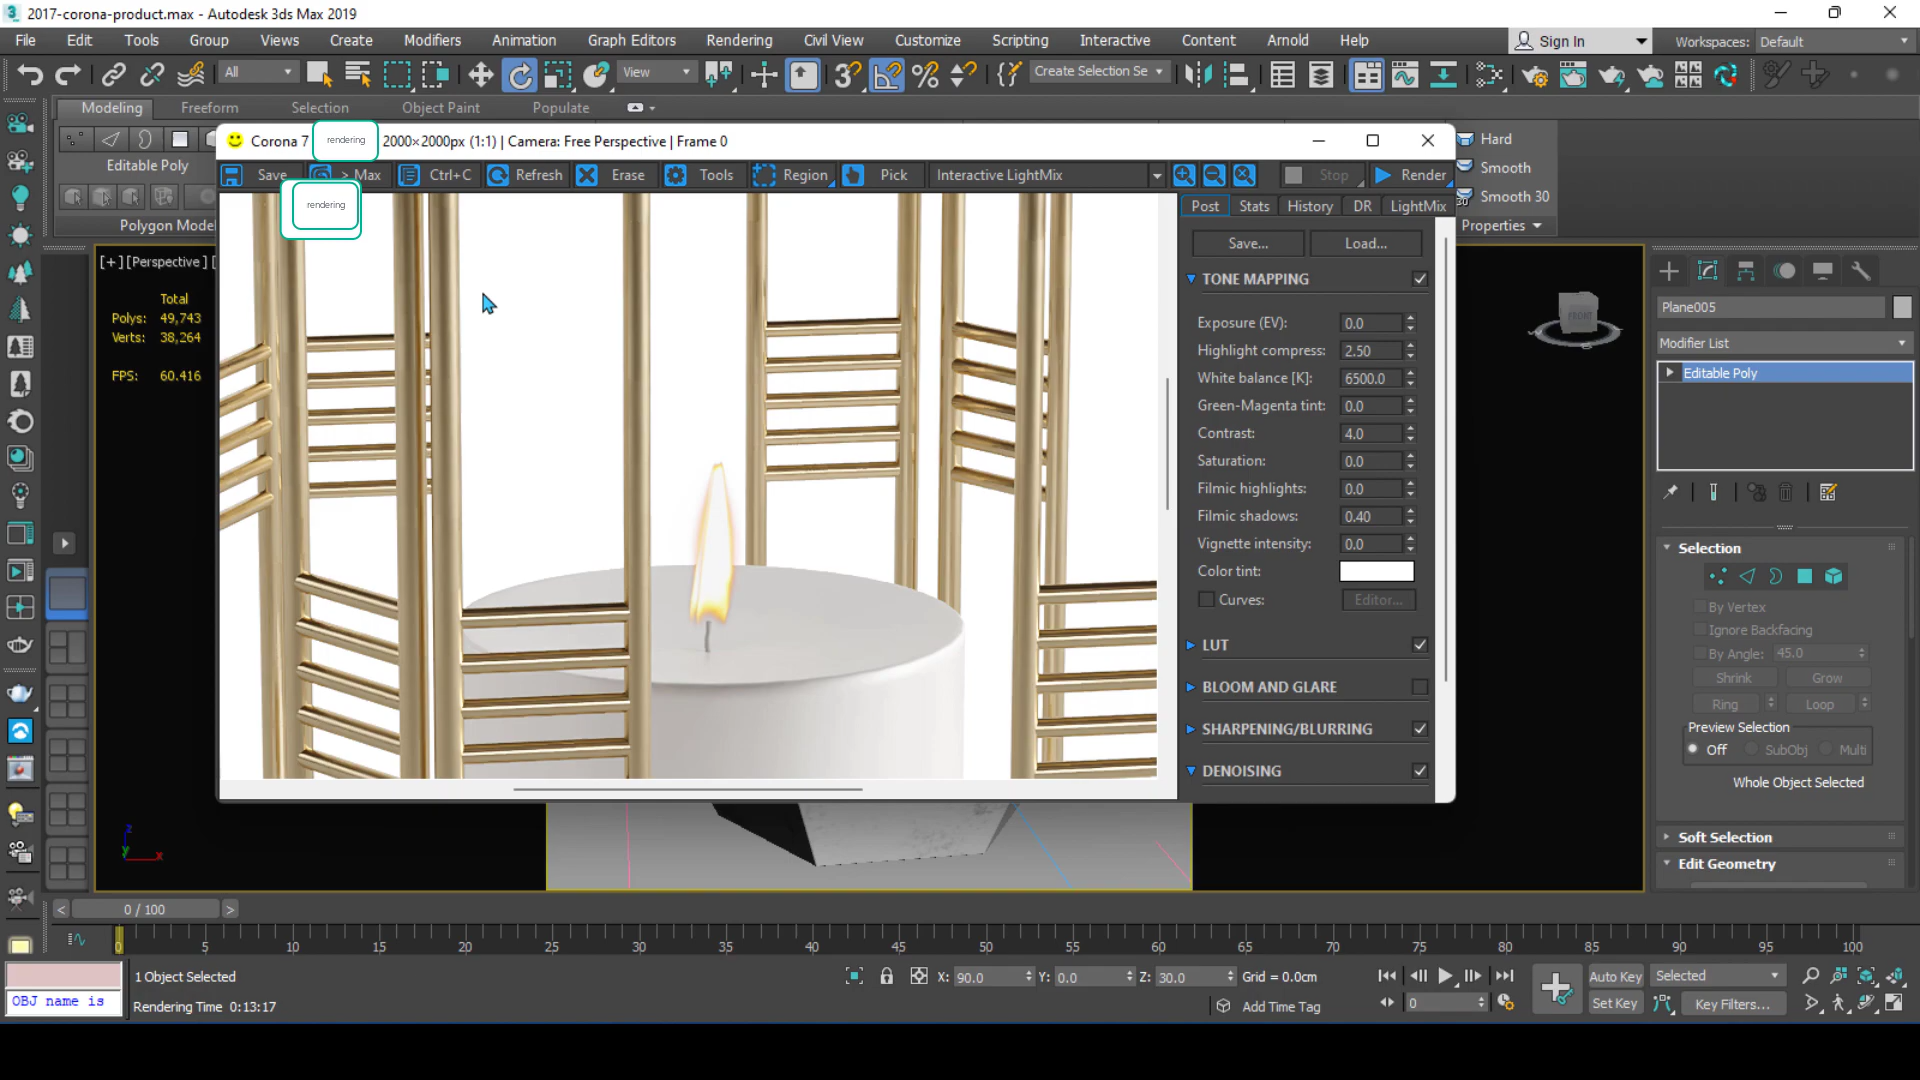 2017-corona-product.max - Autodesk 3ds Max 2019
File Edit Tools Group Views Create Modifiers Animation Graph Editors Rendering Civil View Customize Scripting Interactive Content Arnold Help Sign In Workspaces: Default
All View Create Selection Se
Modeling Freeform Selection Object Paint Populate
Corona 7 rendering 2000×2000px (1:1) | Camera: Free Perspective | Frame 0
Hard
Editable Poly
Save > Max Ctrl+C Refresh Erase Tools Region Pick Interactive LightMix Stop Render
Smooth
Smooth 30
30
rendering
Post Stats History DR LightMix
Polygon Mode
Properties
Save... Load...
[+] [Perspective] [
TONE MAPPING
Total
Polys: 49,743
Verts: 38,264
FPS: 60.416
Exposure (EV): 0.0
Highlight compress: 2.50
White balance [K]: 6500.0
Green-Magenta tint: 0.0
Contrast: 4.0
Saturation: 0.0
Filmic highlights: 0.0
Filmic shadows: 0.40
Vignette intensity: 0.0
Color tint:
Curves: Editor...
LUT
BLOOM AND GLARE
SHARPENING/BLURRING
DENOISING
FRONT
Plane005
Modifier List
Editable Poly
Selection
By Vertex
Ignore Backfacing
By Angle: 45.0
Shrink Grow
Ring Loop
Preview Selection
Off SubObj Multi
Whole Object Selected
Soft Selection
Edit Geometry
z
y x
< 0 / 100 >
0 5 10 15 20 25 30 35 40 45 50 55 60 65 70 75 80 85 90 95 100
1 Object Selected X: 90.0 Y: 0.0 Z: 30.0 Grid = 0.0cm Auto Key Selected
OBJ name is Rendering Time 0:13:17 Add Time Tag 0 Set Key Key Filters...